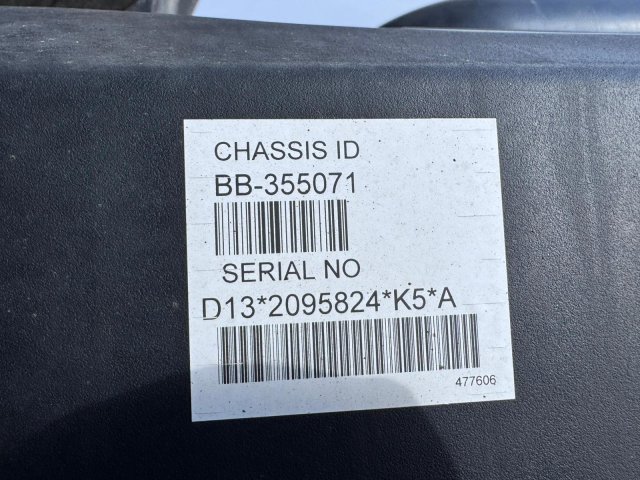 CHASSIS ID
BB-355071
SERIAL NO
D13*2095824*K5*A
477606